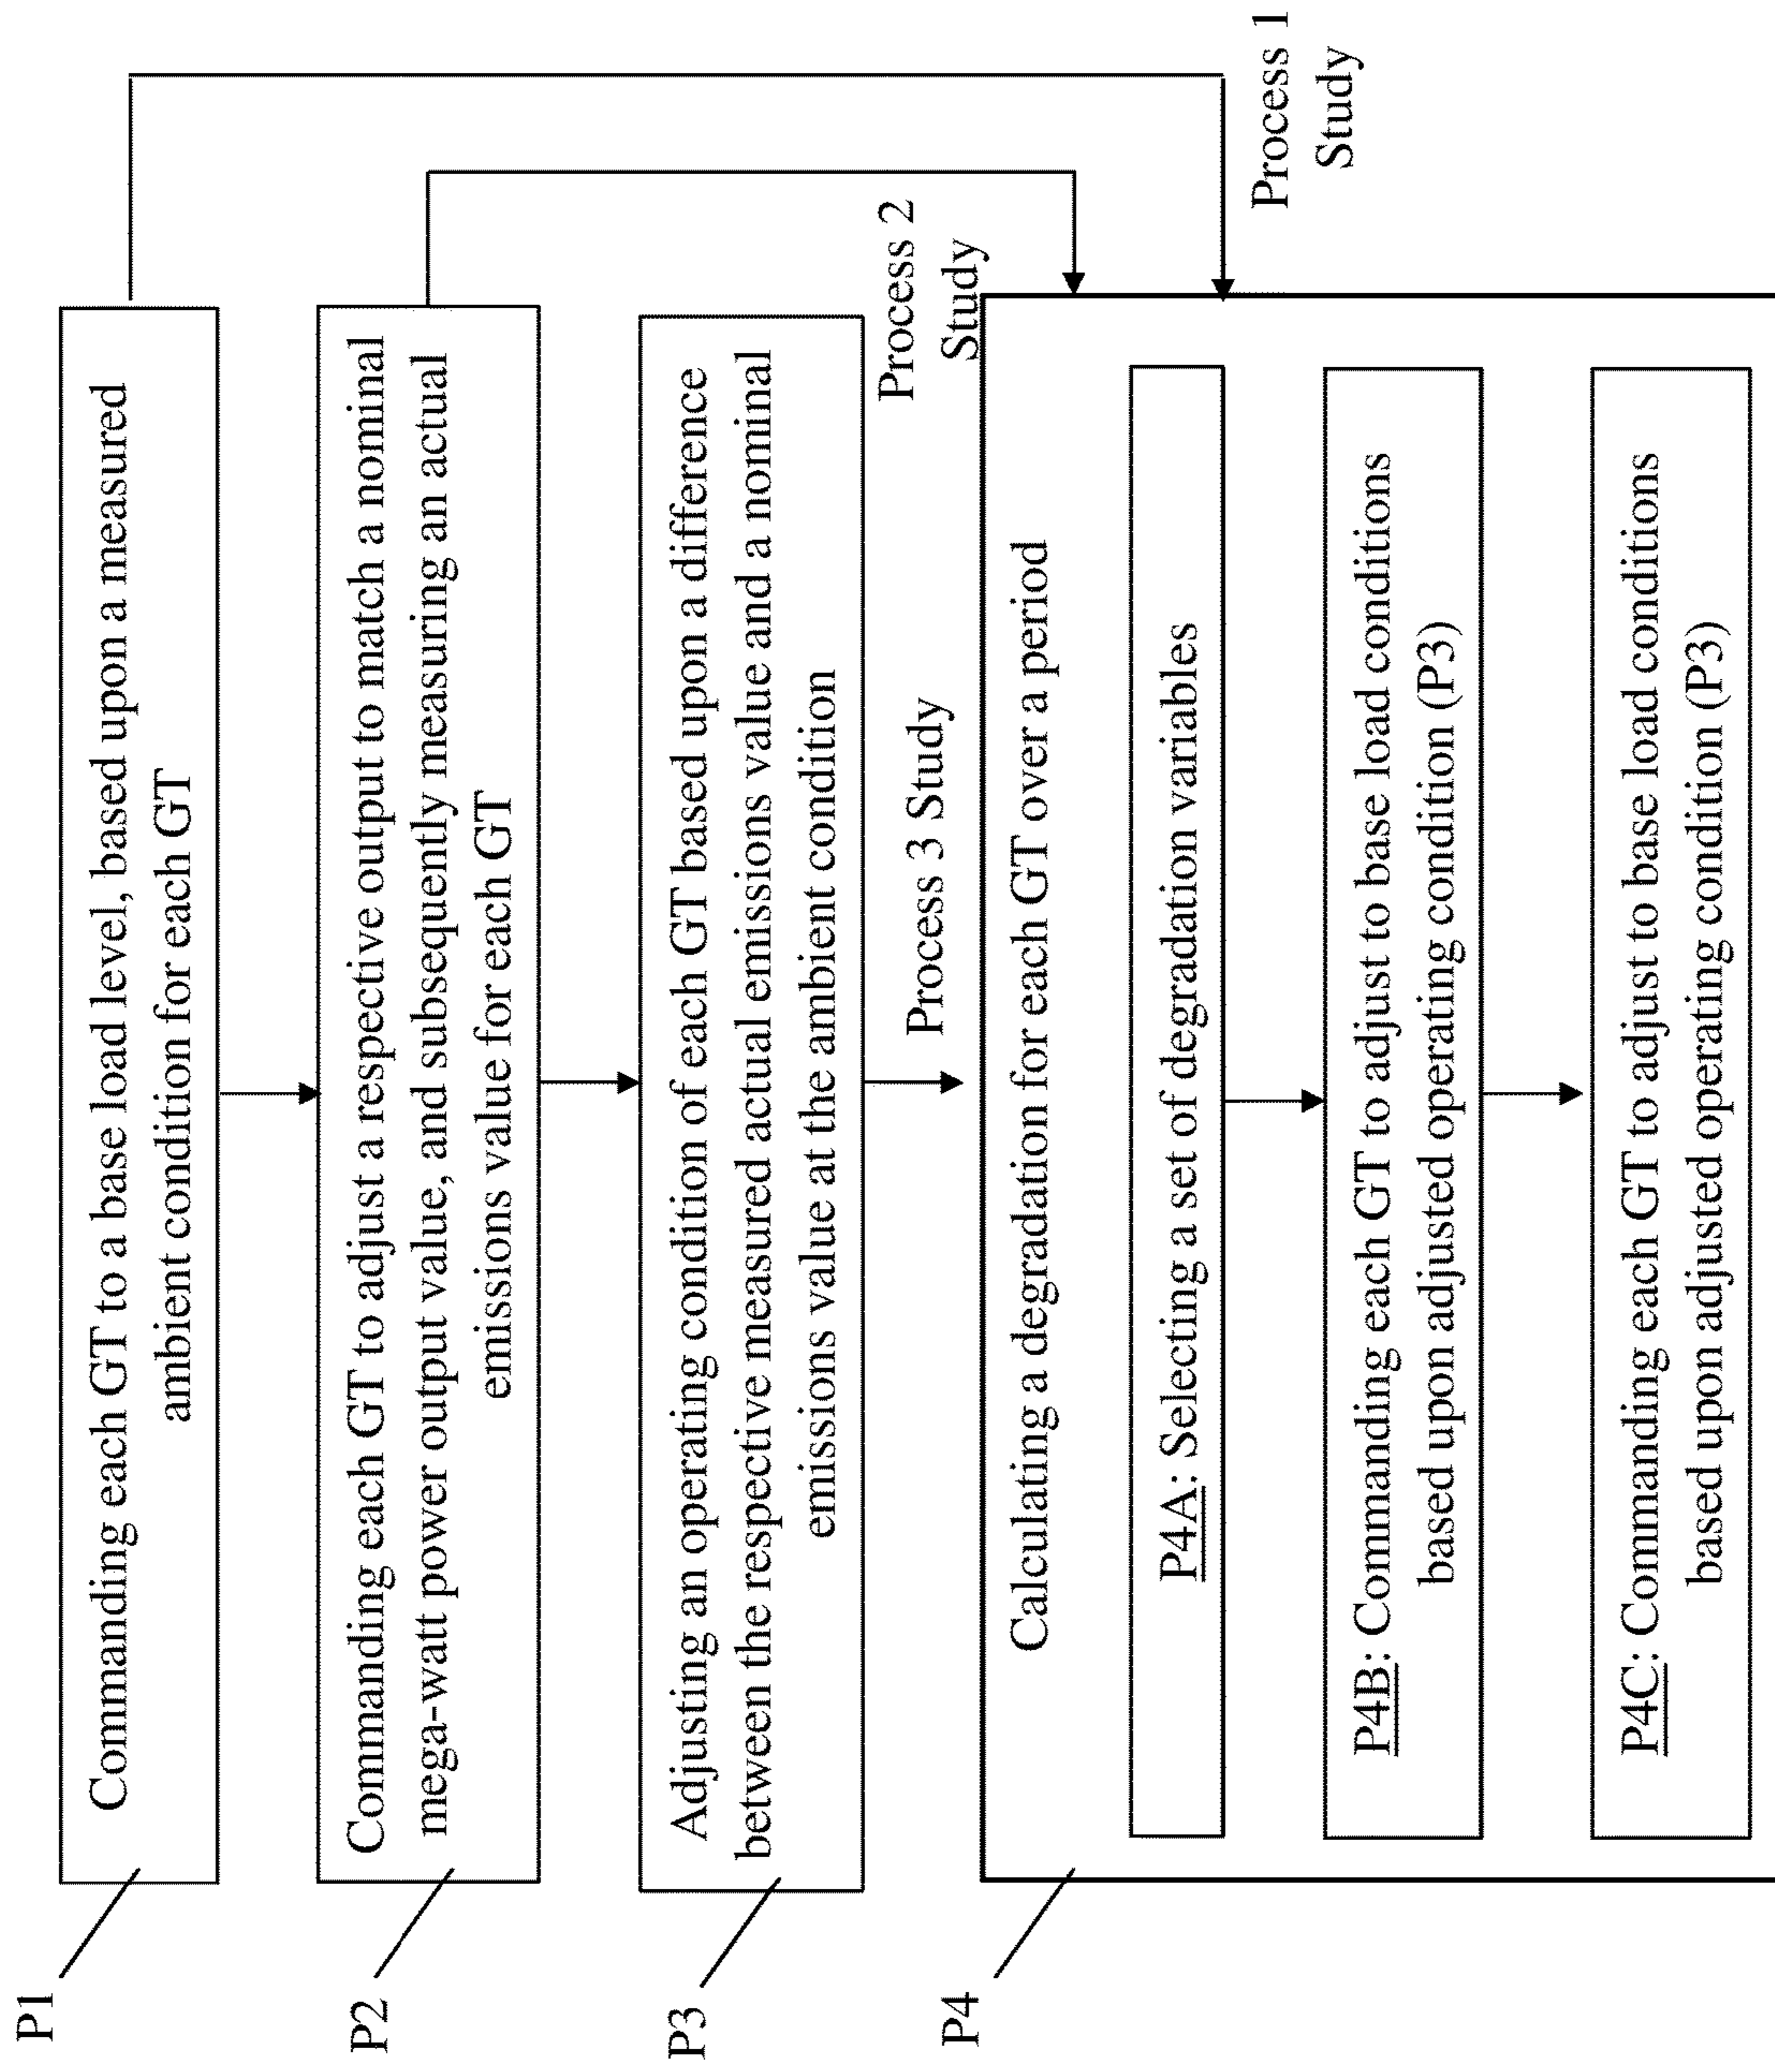 P1
Commanding each GT to a base load level, based upon a measured
ambient condition for each GT
P2
Commanding each GT to adjust a respective output to match a nominal
mega-watt power output value, and subsequently measuring an actual
emissions value for each GT
P3
Adjusting an operating condition of each GT based upon a difference
between the respective measured actual emissions value and a nominal
emissions value at the ambient condition
Process 3 Study
Process 2
Study
Process 1
Study
P4
Calculating a degradation for each GT over a period
P4A: Selecting a set of degradation variables
P4B: Commanding each GT to adjust to base load conditions
based upon adjusted operating condition (P3)
P4C: Commanding each GT to adjust to base load conditions
based upon adjusted operating condition (P3)